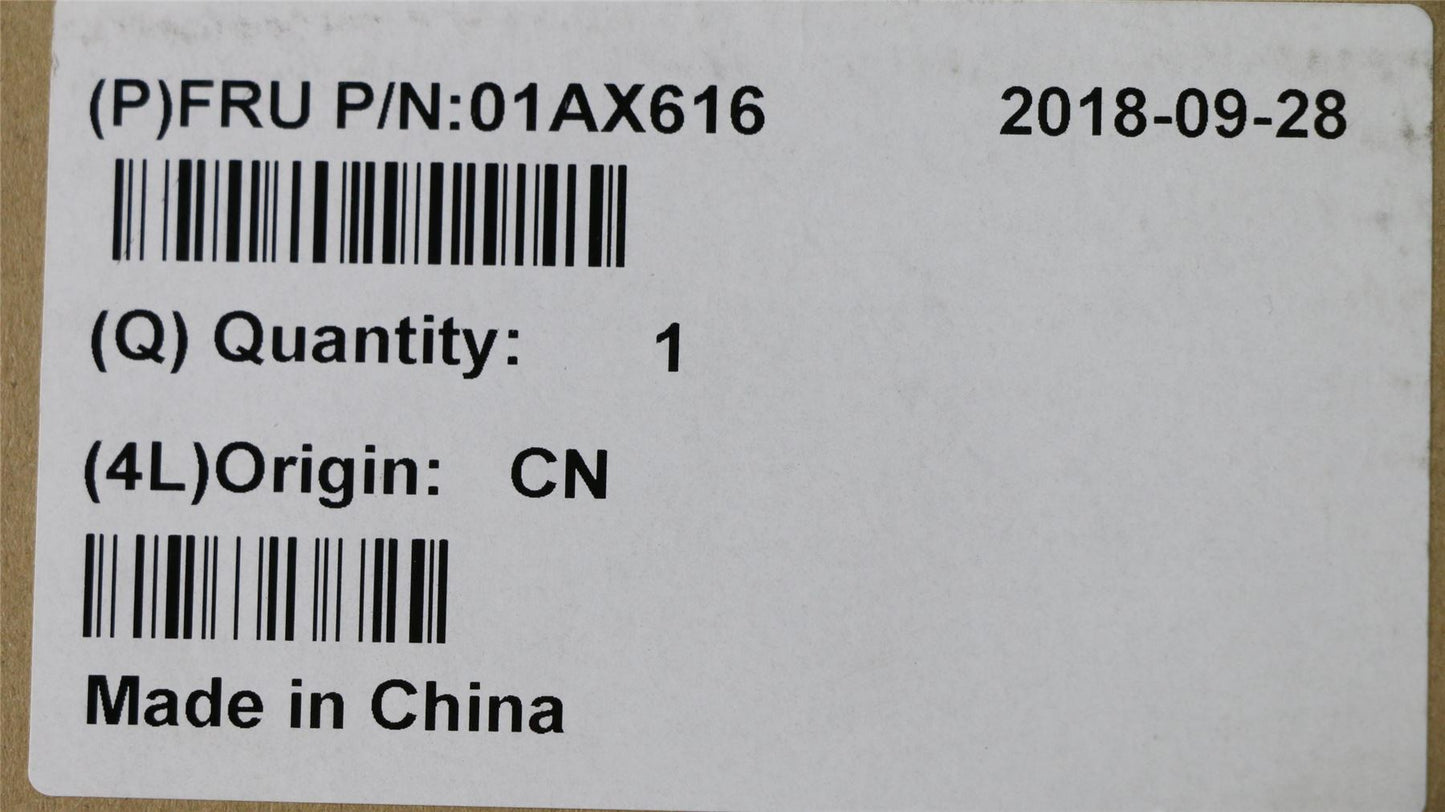 (P)FRU P/N:01AX616 2018-09-28
(Q) Quantity: 1
(4L)Origin: CN
Made in China